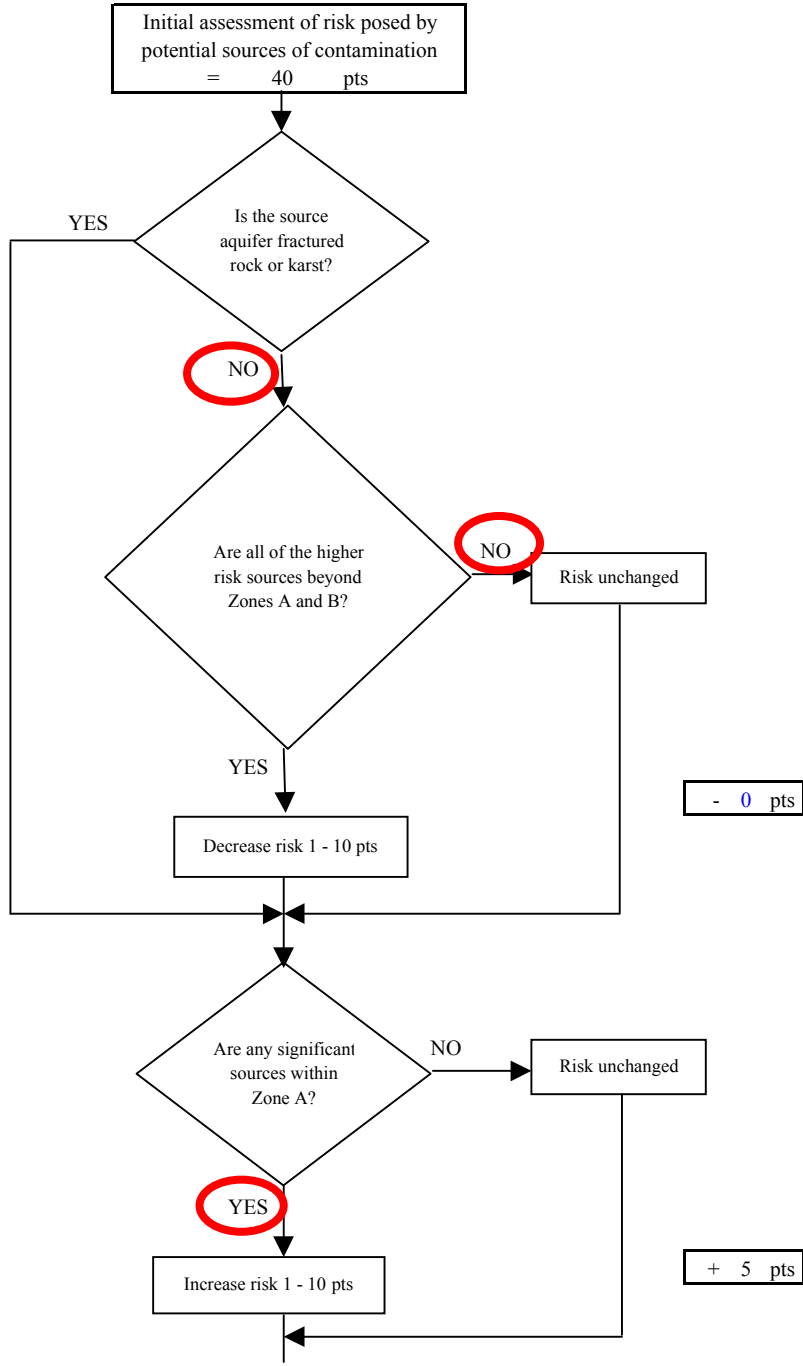 Initial assessment of risk posed by
potential sources of contamination
= 40 pts
YES
Is the source
aquifer fractured
rock or karst?
NO
Are all of the higher
risk sources beyond
Zones A and B?
NO
Risk unchanged
YES
- 0 pts
Decrease risk 1 - 10 pts
Are any significant
sources within
Zone A?
NO
Risk unchanged
YES
Increase risk 1 - 10 pts
+ 5 pts